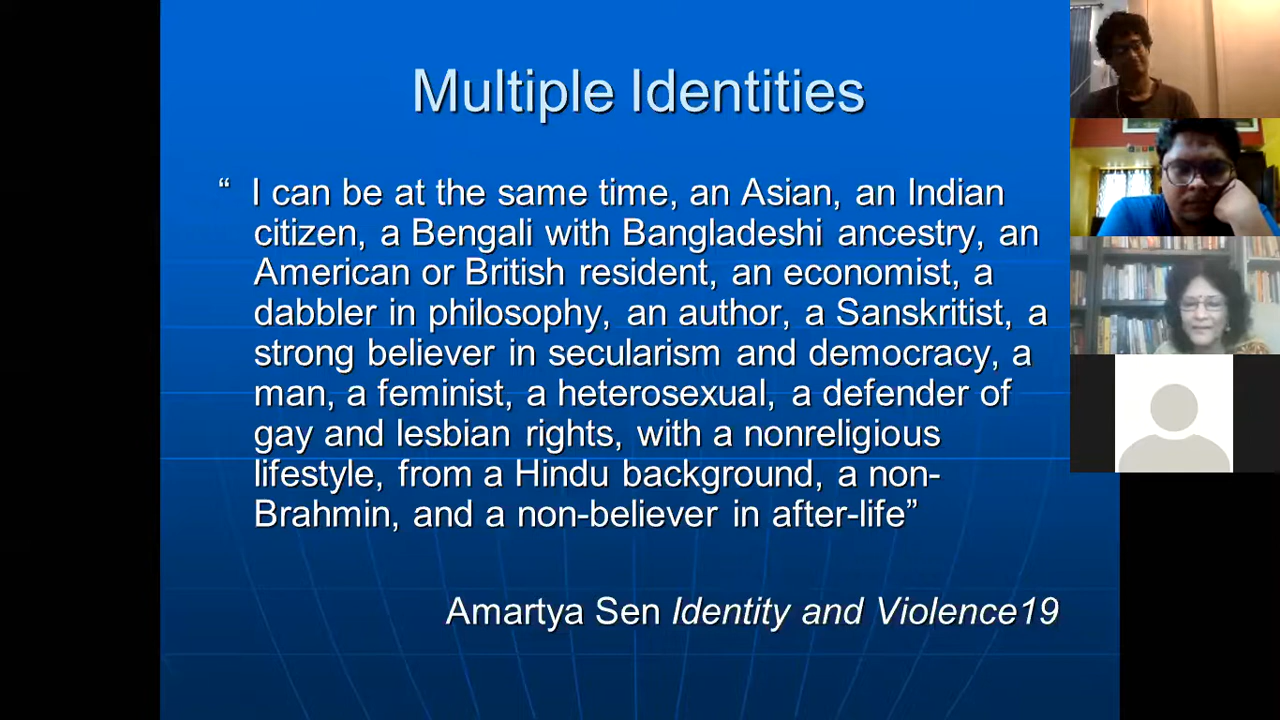 Multiple Identities
“ I can be at the same time, an Asian, an Indian
citizen, a Bengali with Bangladeshi ancestry, an
American or British resident, an economist, a
dabbler in philosophy, an author, a Sanskritist, a
strong believer in secularism and democracy, a
man, a feminist, a heterosexual, a defender of
gay and lesbian rights, with a nonreligious
lifestyle, from a Hindu background, a non-
Brahmin, and a non-believer in after-life”
Amartya Sen Identity and Violence19